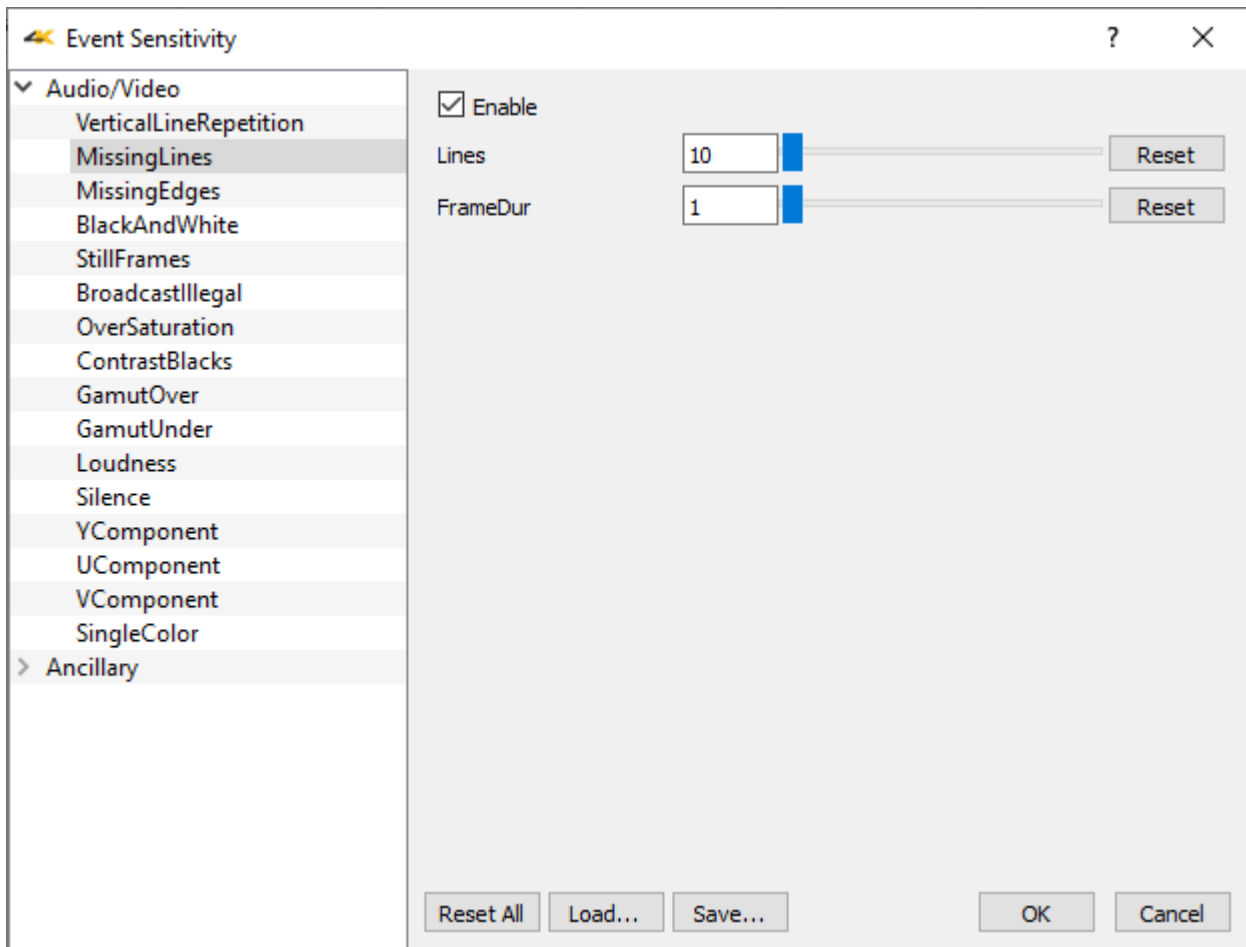 4K Event Sensitivity ?
Audio/Video
VerticalLineRepetition
MissingLines
MissingEdges
BlackAndWhite
StillFrames
BroadcastIllegal
OverSaturation
ContrastBlacks
GamutOver
GamutUnder
Loudness
Silence
YComponent
UComponent
VComponent
SingleColor
Ancillary
Enable
Lines 10 Reset
FrameDur 1 Reset
Reset All Load... Save... OK Cancel